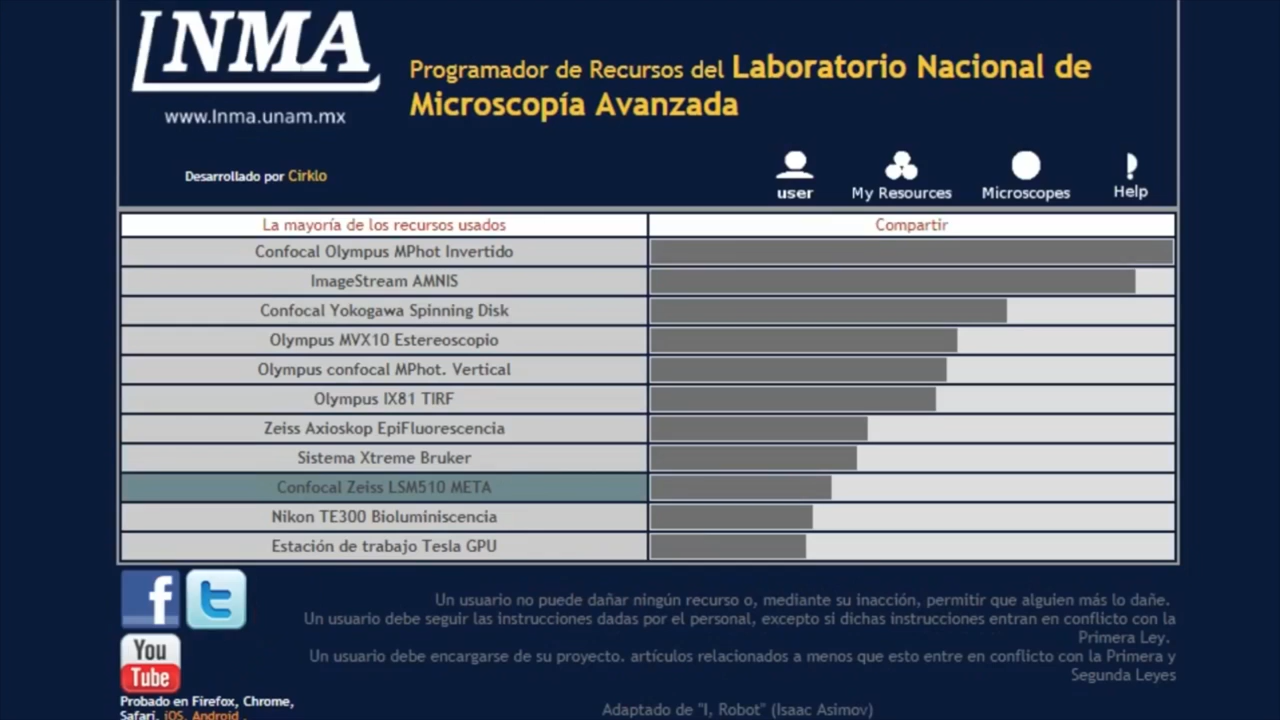 LNMA
www.lnma.unam.mx
Programador de Recursos del Laboratorio Nacional de
Microscopía Avanzada
Desarrollado por Cirklo
user
My Resources
Microscopes
Help
La mayoría de los recursos usados
Compartir
Confocal Olympus MPhot Invertido
ImageStream AMNIS
Confocal Yokogawa Spinning Disk
Olympus MVX10 Estereoscopio
Olympus confocal MPhot. Vertical
Olympus IX81 TIRF
Zeiss Axioskop EpiFluorescencia
Sistema Xtreme Bruker
Confocal Zeiss LSM510 META
Nikon TE300 Bioluminiscencia
Estación de trabajo Tesla GPU
f
t
You
Tube
Un usuario no puede dañar ningún recurso o, mediante su inacción, permitir que alguien más lo dañe.
Un usuario debe seguir las instrucciones dadas por el personal, excepto si dichas instrucciones entran en conflicto con la
Primera Ley.
Un usuario debe encargarse de su proyecto. artículos relacionados a menos que esto entre en conflicto con la Primera y
Segunda Leyes
Probado en Firefox, Chrome,
Safari, iOS, Android .
Adaptado de "I, Robot" (Isaac Asimov)